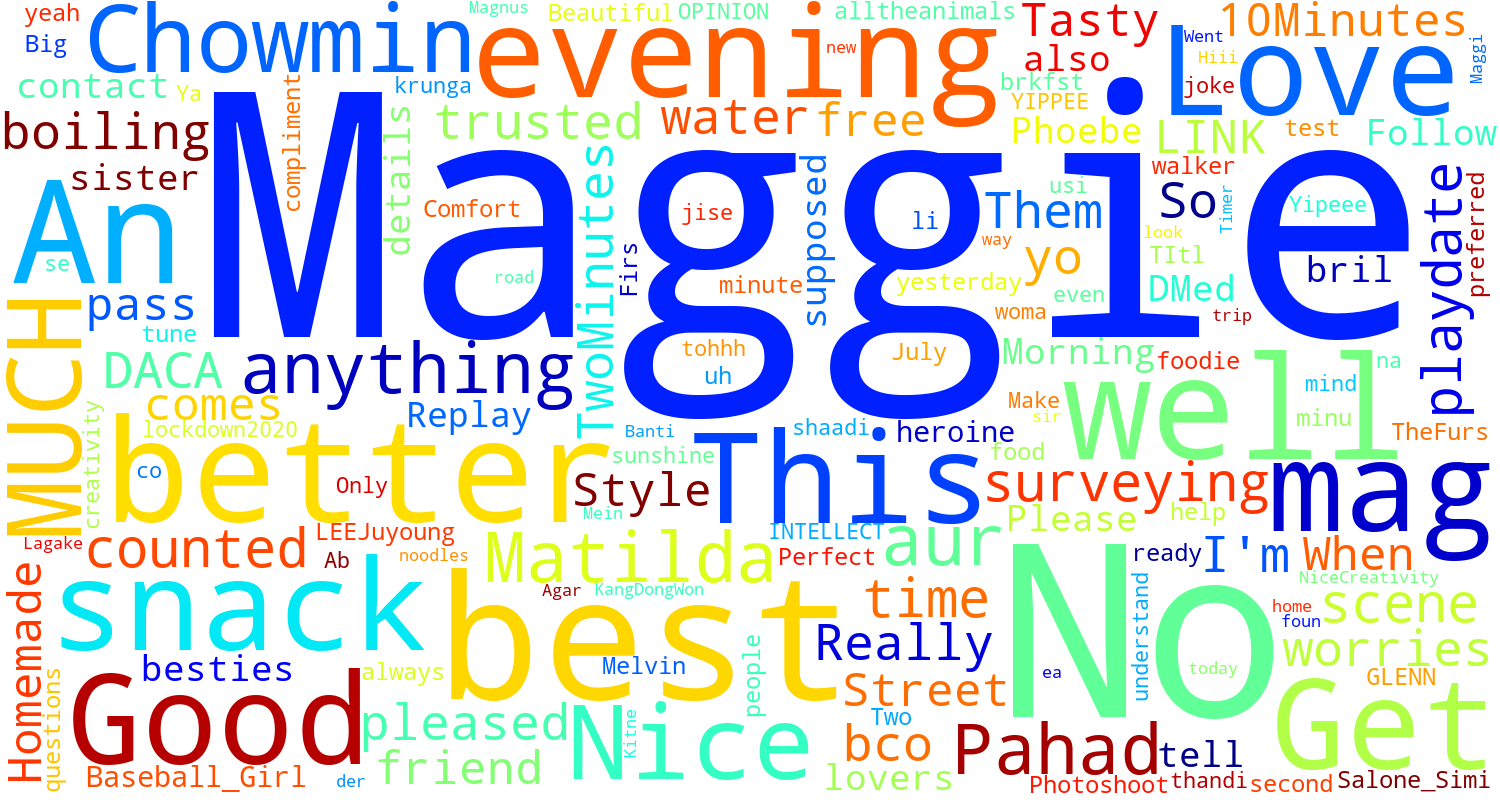 yeah
Magnus
Beautiful
OPINION
alltheanimals
Tasty
10Minutes
Big
Chowmin
evening
new
also
Went
Love
Hiii
Maggi
contact
Ya
krunga
brkfst
joke
YIPPEE
boiling
compliment
details
trusted
water
free
Phoebe
LINK
test
Follow
sister
Maggie
TwoMinutes
Comfort
jise
supposed
li
Them
usi
walker
So
Timer
Yipeee
playdate
preferred
An
se
road
Firs
minute
way
yo
look
TItl
bril
yesterday
even
DMed
MUCH
pass
tune
woma
trip
DACA
anything
tohhh
uh
July
Morning
foodie
na
mind
comes
Replay
Make
sir
minu
creativity
lockdown2020
better
Banti
shaadi
heroine
well
TheFurs
sunshine
This
food
co
Only
Style
surveying
mag
Mein
Please
help
Lagake
counted
LEEJuyoung
INTELLECT
aur
ready
I'm
When
Ab
noodles
Matilda
Perfect
Homemade
snack
best
Agar
KangDongWon
time
No
understand
NiceCreativity
home
foun
scene
Really
worries
besties
always
Melvin
people
ea
today
questions
Good
Street
GLENN
Get
pleased
Nice
Kitne
Two
bco
Pahad
tell
friend
Baseball_Girl
der
lovers
Photoshoot
thandi
second
Salone_Simi